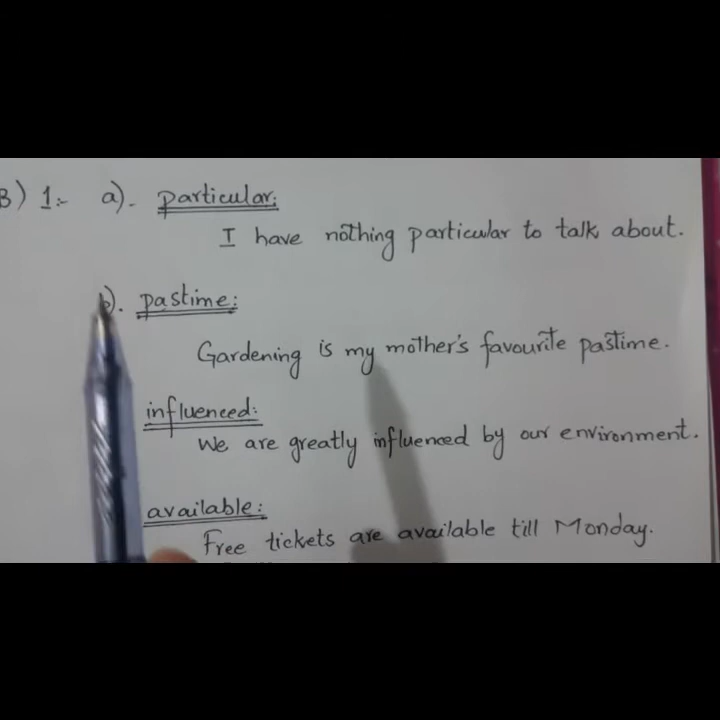 B) 1:- a). particular:
I have nothing particular to talk about.
b). pastime:
Gardening is my mother's favourite pastime.
influenced:
We are greatly influenced by our environment.
available:
Free tickets are available till Monday.